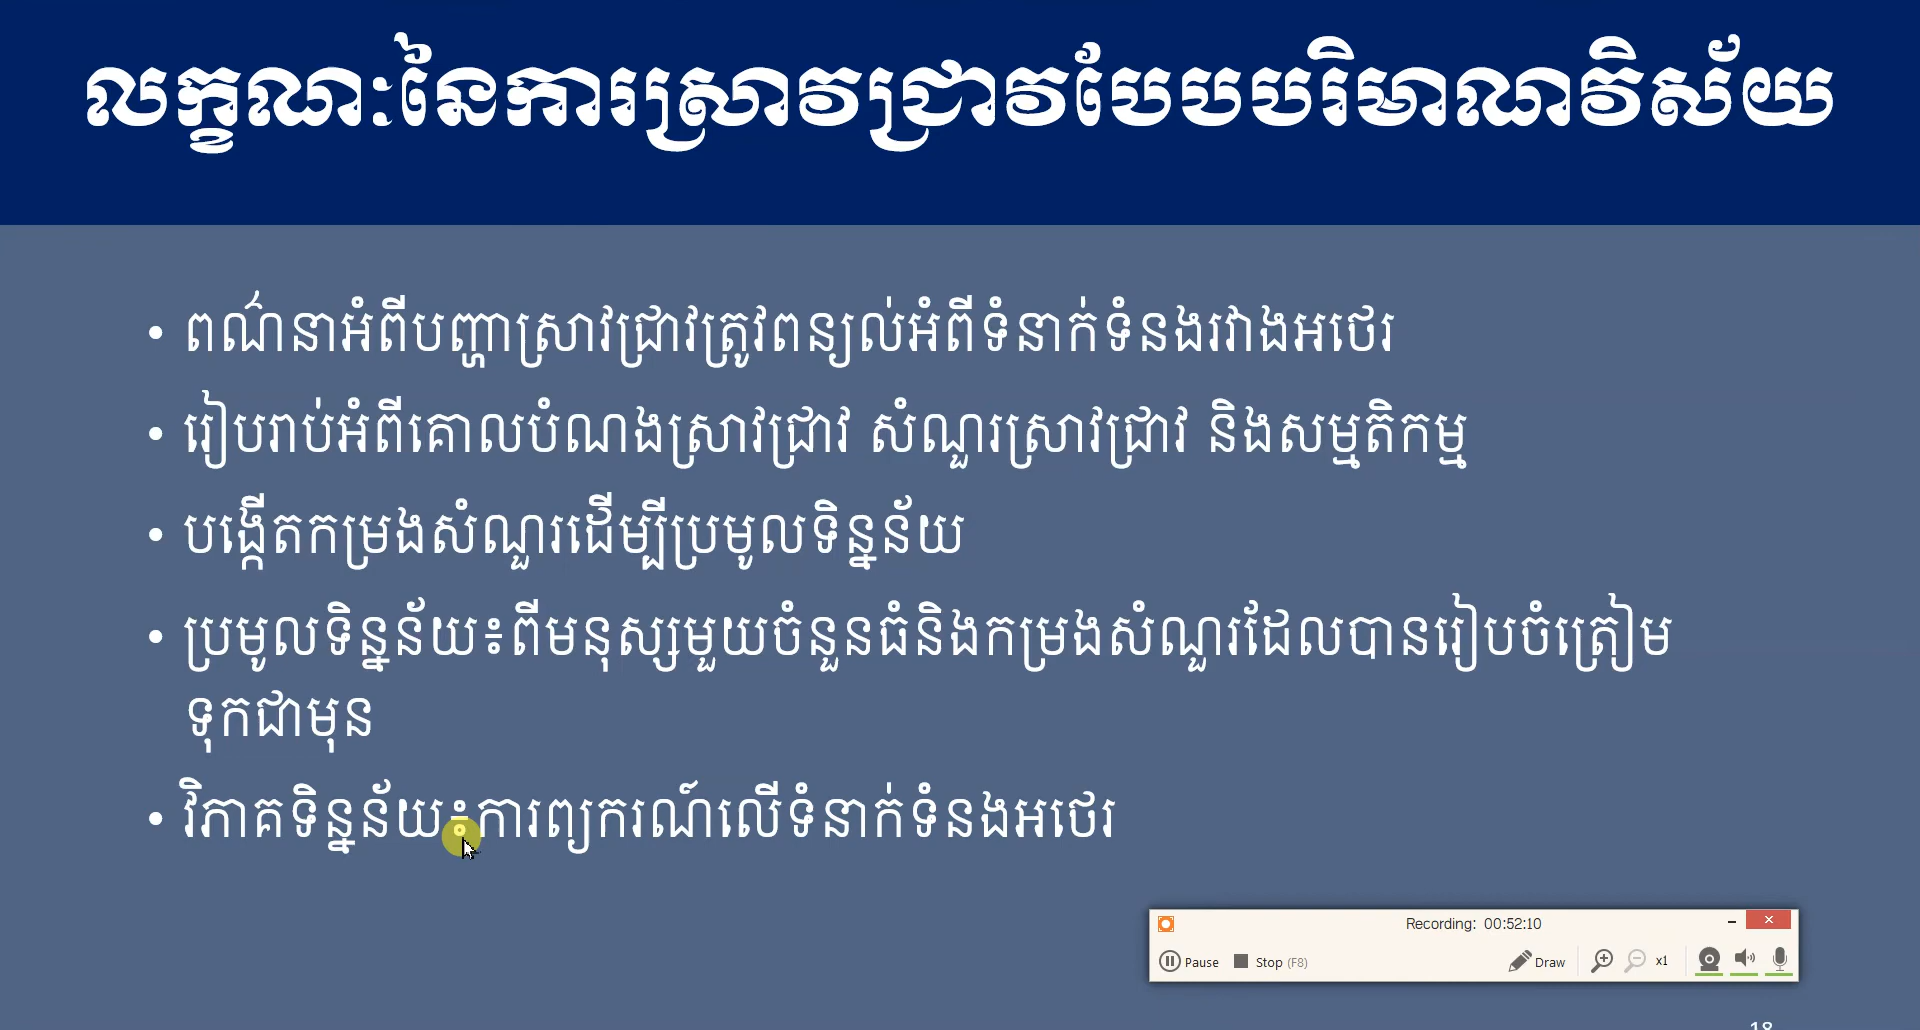 លក្ខណៈនៃការស្រាវជ្រាវបែបបរិមាណវិស័យ
• ពណ៌នាអំពីបញ្ហាស្រាវជ្រាវត្រូវពន្យល់អំពីទំនាក់ទំនងរវាងអថេរ
• រៀបរាប់អំពីគោលបំណងស្រាវជ្រាវ សំណួរស្រាវជ្រាវ និងសម្មតិកម្ម
• បង្កើតកម្រងសំណួរដើម្បីប្រមូលទិន្នន័យ
• ប្រមូលទិន្នន័យ៖ពីមនុស្សមួយចំនួនធំនិងកម្រងសំណួរដែលបានរៀបចំត្រៀម
ទុកជាមុន
• វិភាគទិន្នន័យ៖ការព្យករណ៍លើទំនាក់ទំនងអថេរ
Recording: 00:52:10
Pause Stop (F8) Draw x1
18